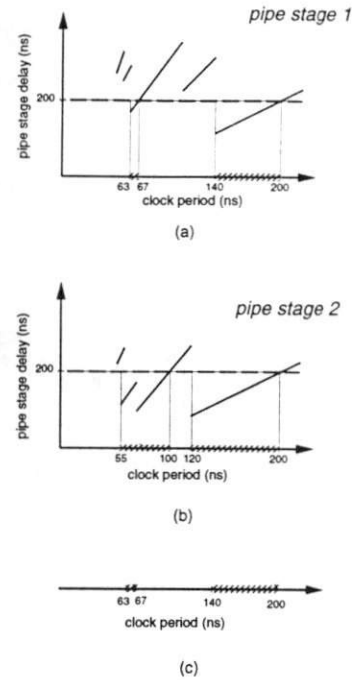 pipe stage 1
pipe stage delay (ns)
200
63 67 140 200
clock period (ns)
(a)
pipe stage 2
pipe stage delay (ns)
200
55 100 120 200
clock period (ns)
(b)
63 67 140 200
clock period (ns)
(c)